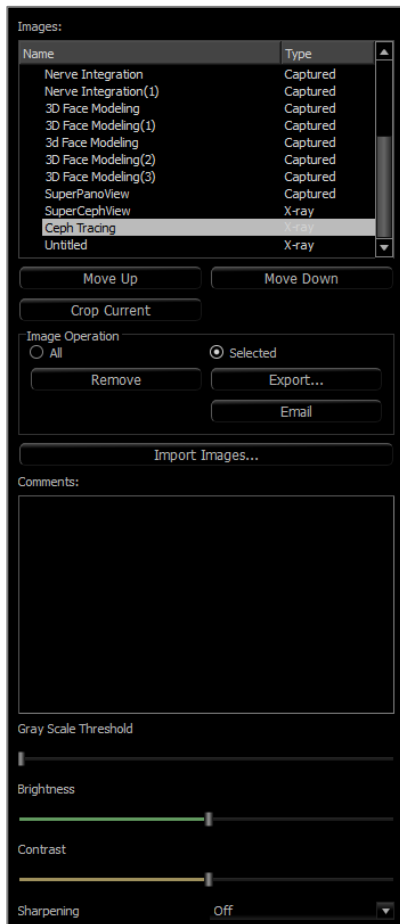 Images:
Name Type
Nerve Integration Captured
Nerve Integration(1) Captured
3D Face Modeling Captured
3D Face Modeling(1) Captured
3d Face Modeling Captured
3D Face Modeling(2) Captured
3D Face Modeling(3) Captured
SuperPanoView Captured
SuperCephView X-ray
Ceph Tracing X-ray
Untitled X-ray
Move Up Move Down
Crop Current
Image Operation
All Selected
Remove Export...
Email
Import Images...
Comments:
Gray Scale Threshold
Brightness
Contrast
Sharpening Off